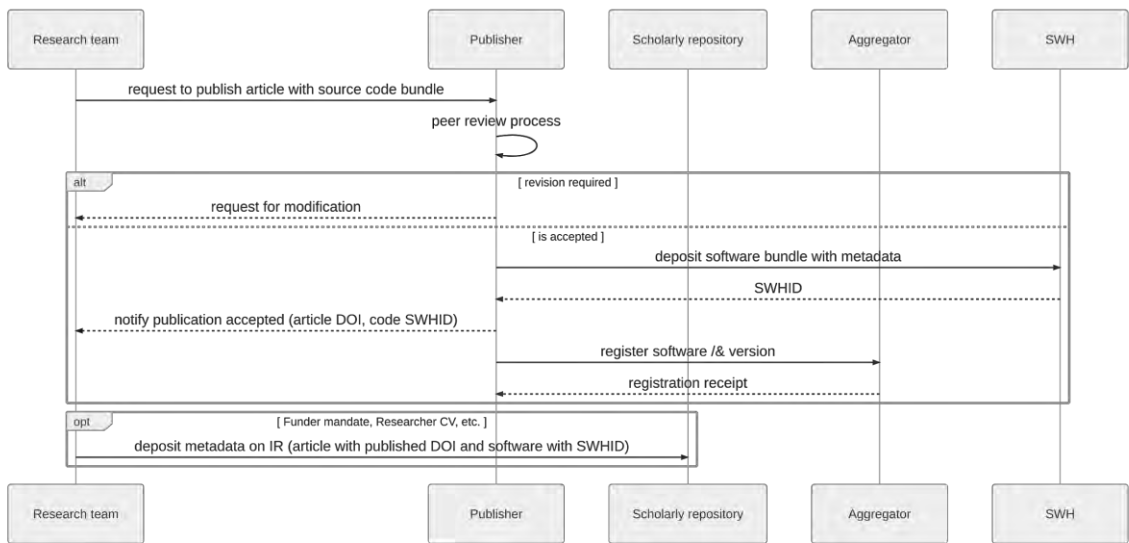 Research team
Publisher
Scholarly repository
Aggregator
SWH
request to publish article with source code bundle
peer review process
alt
[ revision required ]
request for modification
[ is accepted ]
deposit software bundle with metadata
SWHID
notify publication accepted (article DOI, code SWHID)
register software /& version
registration receipt
opt
[ Funder mandate, Researcher CV, etc. ]
deposit metadata on IR (article with published DOI and software with SWHID)
Research team
Publisher
Scholarly repository
Aggregator
SWH